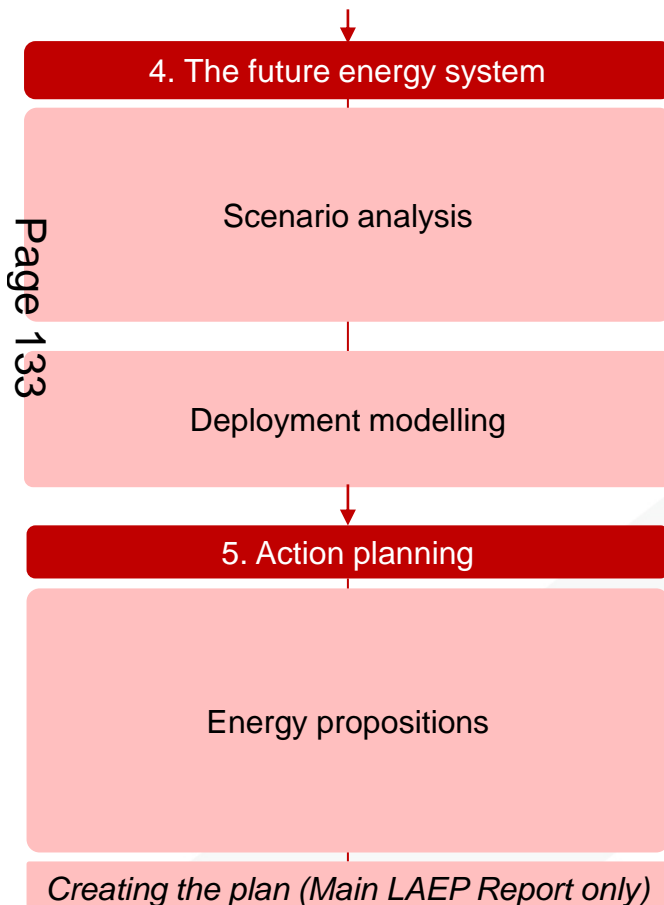 4. The future energy system
Scenario analysis
Page 133
Deployment modelling
5. Action planning
Energy propositions
Creating the plan (Main LAEP Report only)